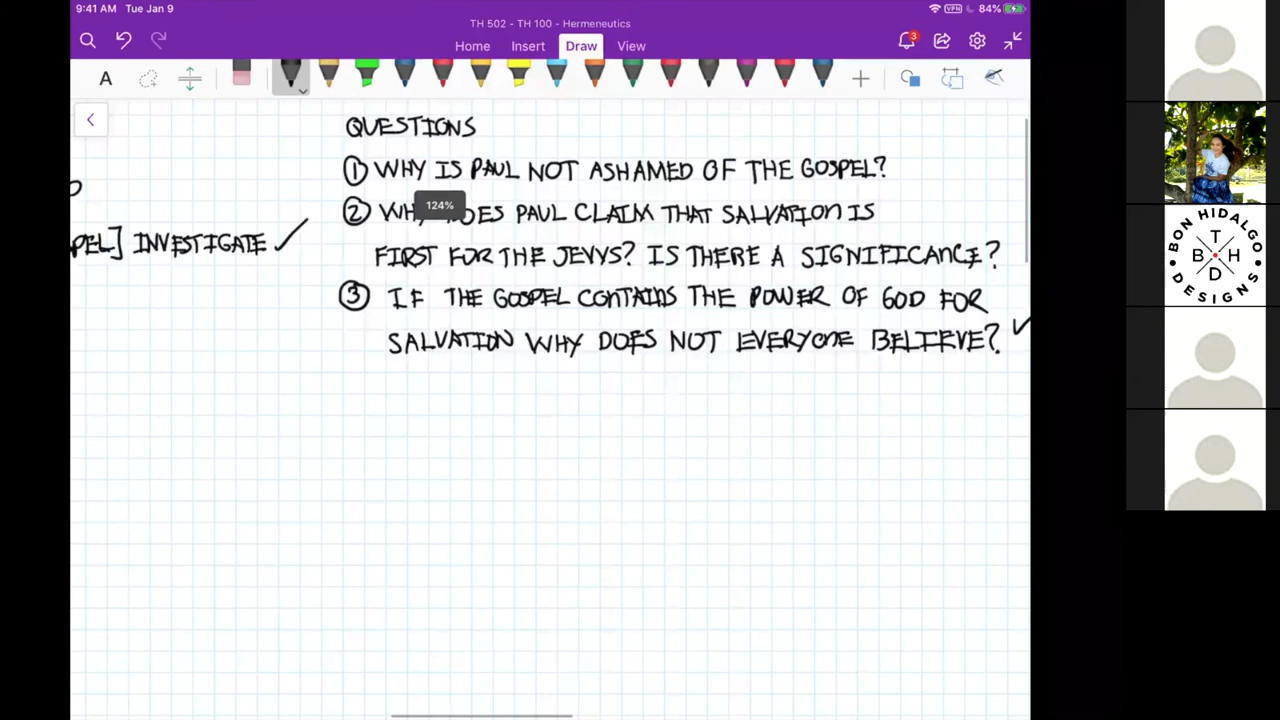 9:41 AM Tue Jan 9
VPN 84%
TH 502 - TH 100 - Hermeneutics
Home Insert Draw View
3
A
QUESTIONS
① WHY IS PAUL NOT ASHAMED OF THE GOSPEL?
124%
② WHY DOES PAUL CLAIM THAT SALVATION IS
FIRST FOR THE JEWS? IS THERE A SIGNIFICANCE?
③ IF THE GOSPEL CONTAINS THE POWER OF GOD FOR
SALVATION WHY DOES NOT EVERYONE BELIEVE? ✓
PEL] INVESTIGATE ✓
BON HIDALGO
T
B H
D
DESIGNS